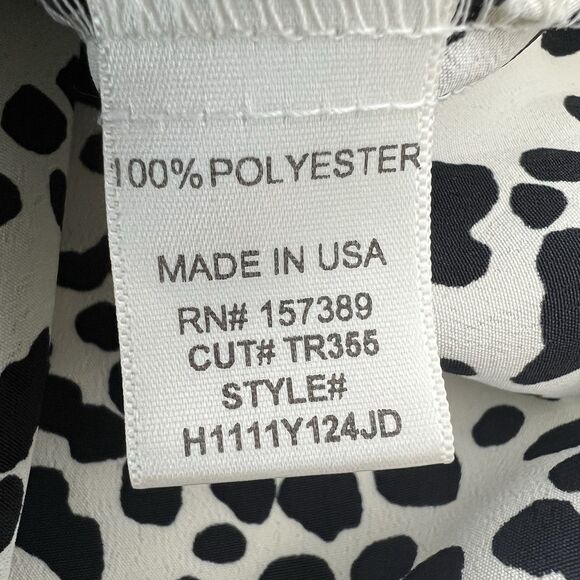 100% POLYESTER
MADE IN USA
RN# 157389
CUT# TR355
STYLE#
H1111Y124JD